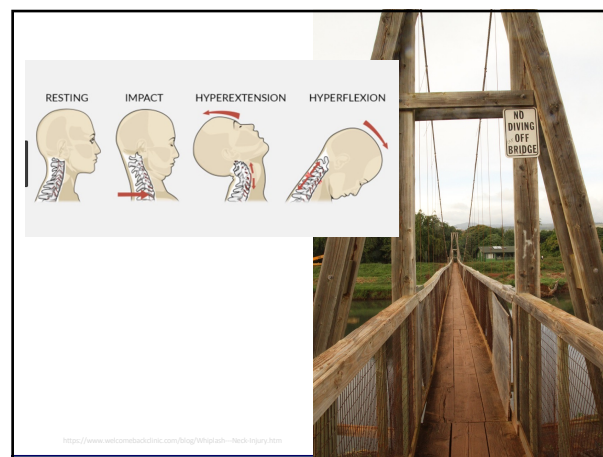 RESTING IMPACT HYPEREXTENSION HYPERFLEXION
NO
DIVING
OFF
BRIDGE
https://www.welcomebackclinic.com/blog/Whiplash---Neck-Injury.htm